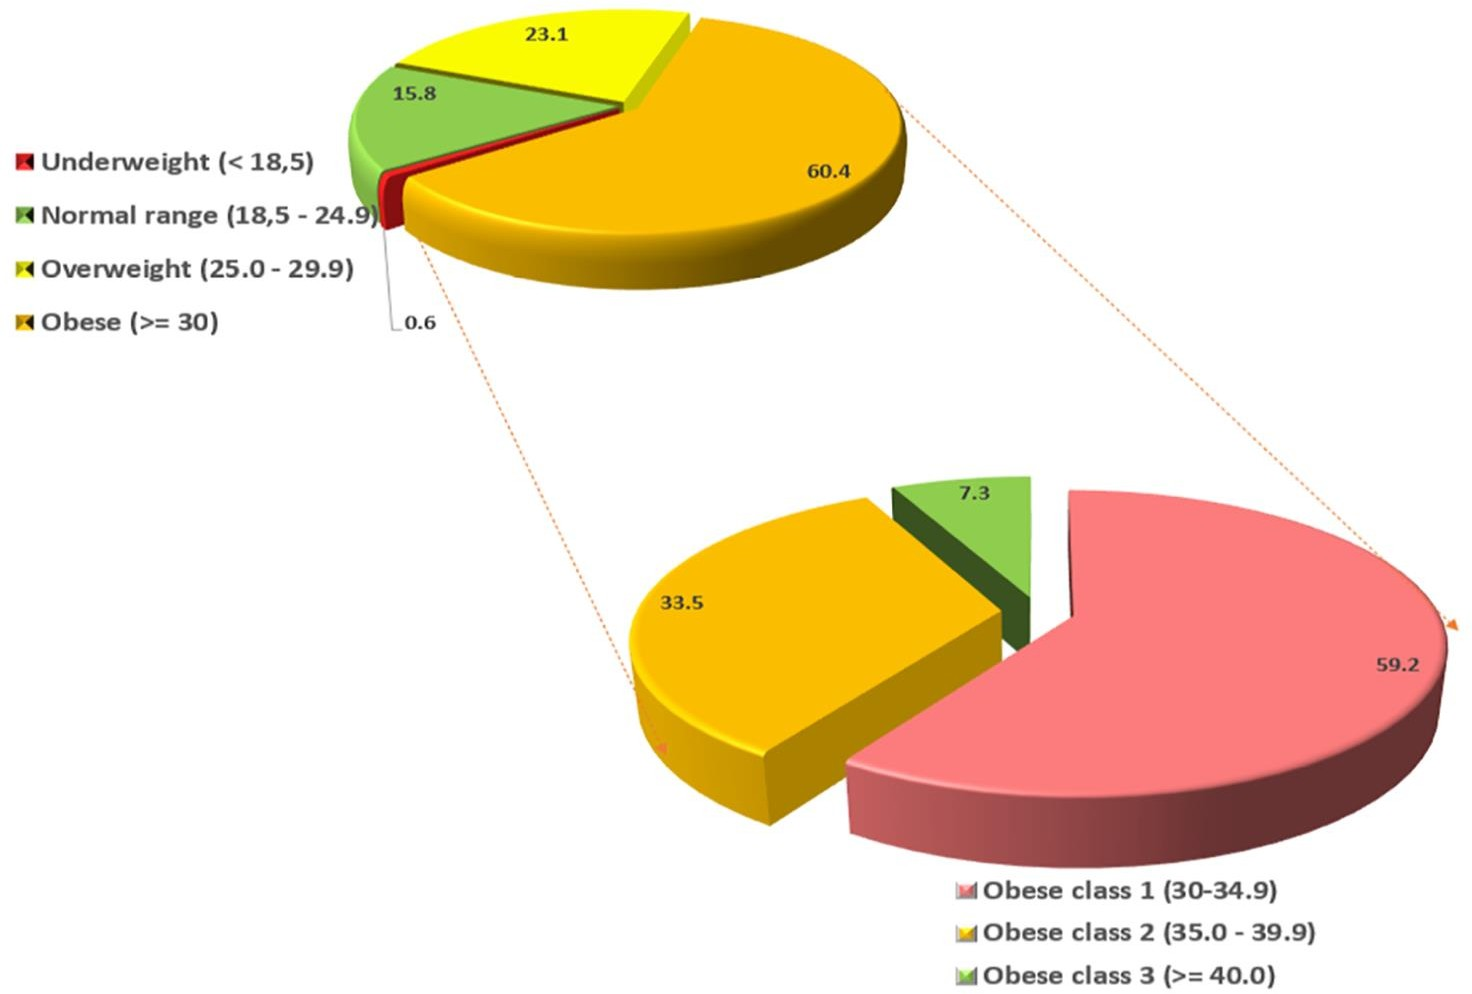 23.1
15.8
60.4
Underweight (< 18,5)
Normal range (18,5 - 24.9)
Overweight (25.0 - 29.9)
Obese (>= 30)
0.6
7.3
33.5
59.2
Obese class 1 (30-34.9)
Obese class 2 (35.0 - 39.9)
Obese class 3 (>= 40.0)